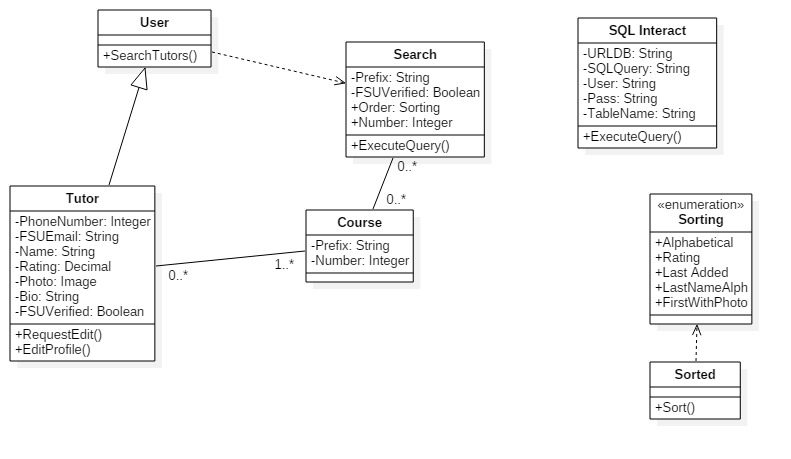 User
+SearchTutors()
Search
-Prefix: String
-FSUVerified: Boolean
+Order: Sorting
+Number: Integer
+ExecuteQuery()
SQL Interact
-URLDB: String
-SQLQuery: String
-User: String
-Pass: String
-TableName: String
+ExecuteQuery()
0..*
0..*
Tutor
-PhoneNumber: Integer
-FSUEmail: String
-Name: String
-Rating: Decimal
-Photo: Image
-Bio: String
-FSUVerified: Boolean
+RequestEdit()
+EditProfile()
0..*
1..*
Course
-Prefix: String
-Number: Integer
«enumeration»
Sorting
+Alphabetical
+Rating
+Last Added
+LastNameAlph
+FirstWithPhoto
Sorted
+Sort()